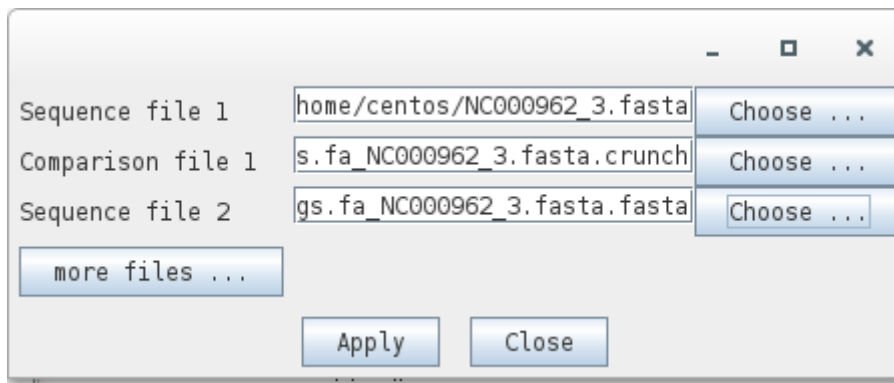 Sequence file 1 home/centos/NC000962_3.fasta Choose ...
Comparison file 1 s.fa_NC000962_3.fasta.crunch Choose ...
Sequence file 2 gs.fa_NC000962_3.fasta.fasta Choose ...
more files ...
Apply Close